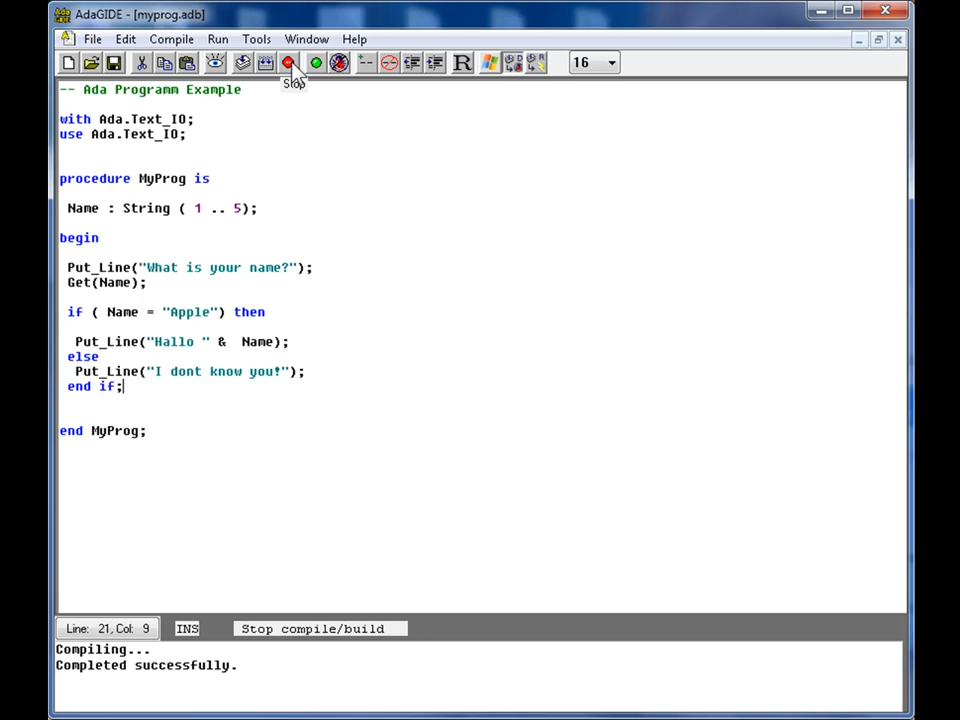 AdaGIDE - [myprog.adb]
File Edit Compile Run Tools Window Help
R 16
Stop
-- Ada Programm Example
with Ada.Text_IO;
use Ada.Text_IO;
procedure MyProg is
Name : String ( 1 .. 5);
begin
Put_Line("What is your name?");
Get(Name);
if ( Name = "Apple") then
Put_Line("Hallo " & Name);
else
Put_Line("I dont know you!");
end if;
end MyProg;
Line: 21, Col: 9 INS Stop compile/build
Compiling...
Completed successfully.